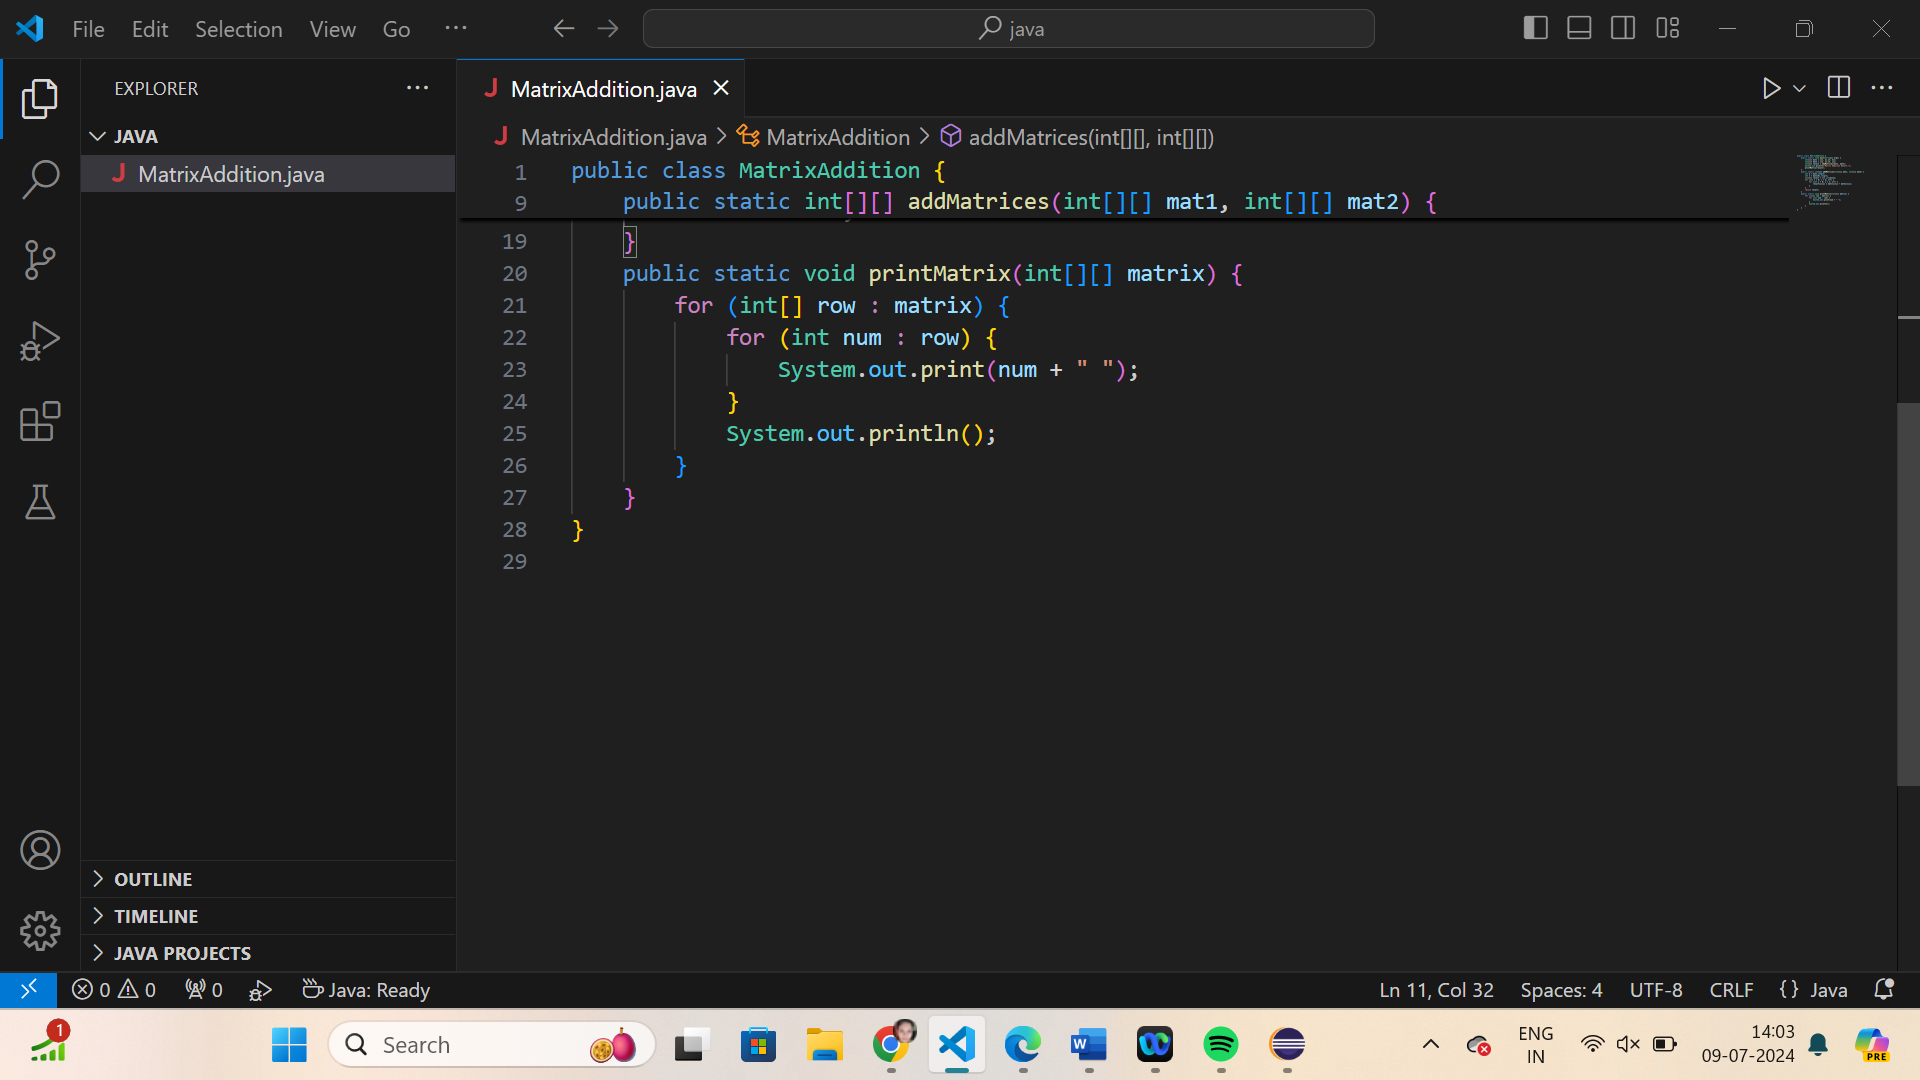 File Edit Selection View Go ···
java
EXPLORER ···
JAVA
MatrixAddition.java
MatrixAddition.java
MatrixAddition.java > MatrixAddition > addMatrices(int[][], int[][])
1 public class MatrixAddition {
9 public static int[][] addMatrices(int[][] mat1, int[][] mat2) {
19 }
20 public static void printMatrix(int[][] matrix) {
21 for (int[] row : matrix) {
22 for (int num : row) {
23 System.out.print(num + " ");
24 }
25 System.out.println();
26 }
27 }
28 }
29
OUTLINE
TIMELINE
JAVA PROJECTS
0 0 0 Java: Ready
Ln 11, Col 32 Spaces: 4 UTF-8 CRLF {} Java
1
Search
W
ENG
IN
14:03
09-07-2024
PRE